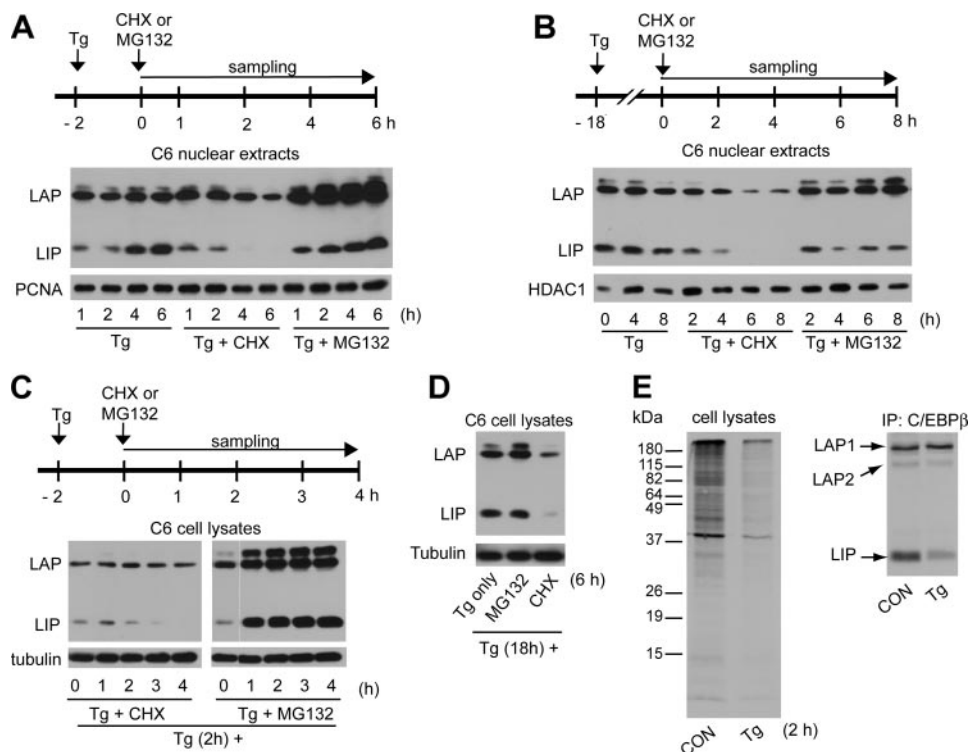 A
CHX or
MG132
Tg
sampling
- 2 0 1 2 4 6 h
C6 nuclear extracts
LAP
LIP
PCNA
1 2 4 6 1 2 4 6 1 2 4 6 (h)
Tg Tg + CHX Tg + MG132
B
CHX or
MG132
Tg
sampling
- 18 0 2 4 6 8 h
C6 nuclear extracts
LAP
LIP
HDAC1
0 4 8 2 4 6 8 2 4 6 8 (h)
Tg Tg + CHX Tg + MG132
C
CHX or
MG132
Tg
sampling
- 2 0 1 2 3 4 h
C6 cell lysates
LAP
LIP
tubulin
0 1 2 3 4 0 1 2 3 4 (h)
Tg + CHX Tg + MG132
Tg (2h) +
D
C6 cell lysates
LAP
LIP
Tubulin
Tg only MG132 CHX (6 h)
Tg (18h) +
E
kDa cell lysates
180
115
82
64
49
37
26
19
15
CON Tg (2 h)
IP: C/EBPβ
LAP1
LAP2
LIP
CON Tg